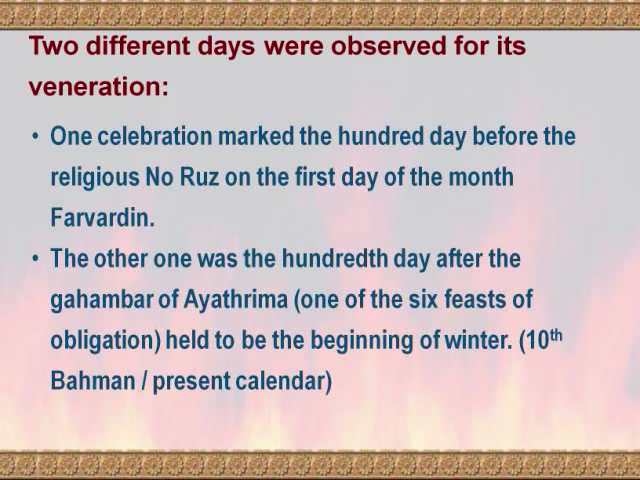 Two different days were observed for its
veneration:
• One celebration marked the hundred day before the
religious No Ruz on the first day of the month
Farvardin.
• The other one was the hundredth day after the
gahambar of Ayathrima (one of the six feasts of
obligation) held to be the beginning of winter. (10th
Bahman / present calendar)